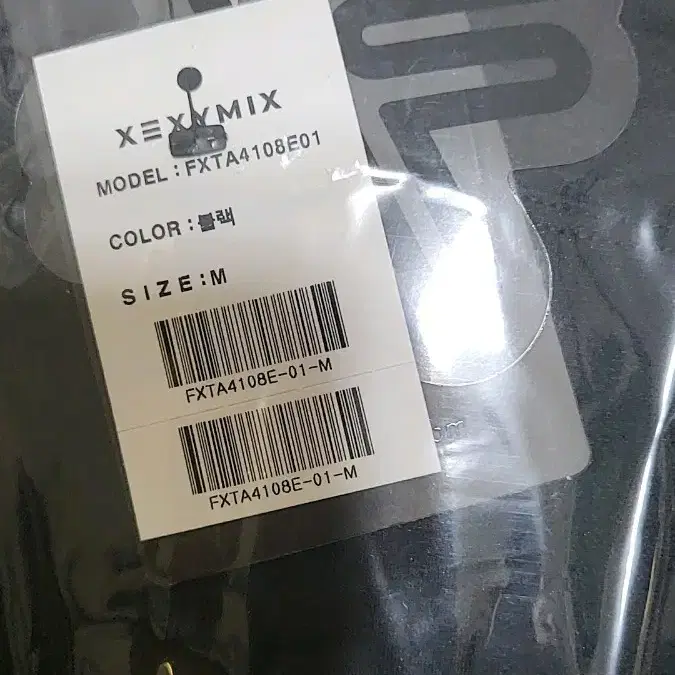 XEXYMIX
MODEL : FXTA4108E01
COLOR : 블랙
SIZE : M
FXTA4108E-01-M
FXTA4108E-01-M